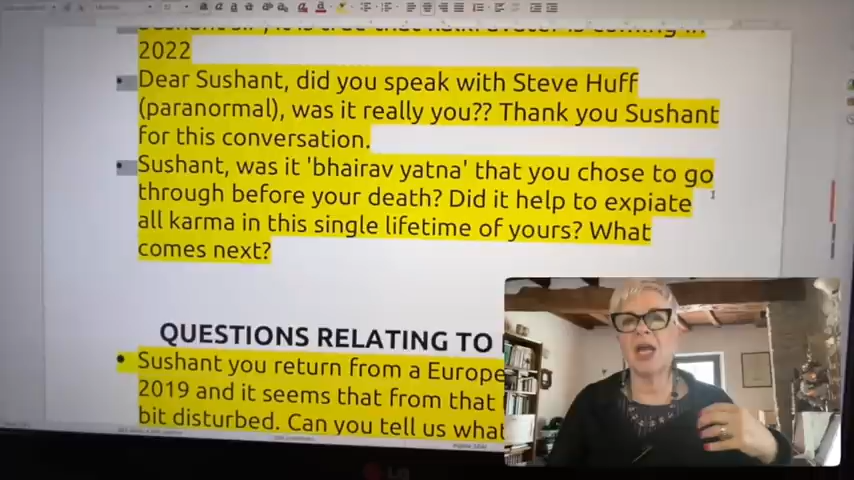 2022
Dear Sushant, did you speak with Steve Huff
(paranormal), was it really you?? Thank you Sushant
for this conversation.
Sushant, was it 'bhairav yatna' that you chose to go
through before your death? Did it help to expiate
all karma in this single lifetime of yours? What
comes next?
QUESTIONS RELATING TO
Sushant you return from a Europe
2019 and it seems that from that
bit disturbed. Can you tell us what
LG